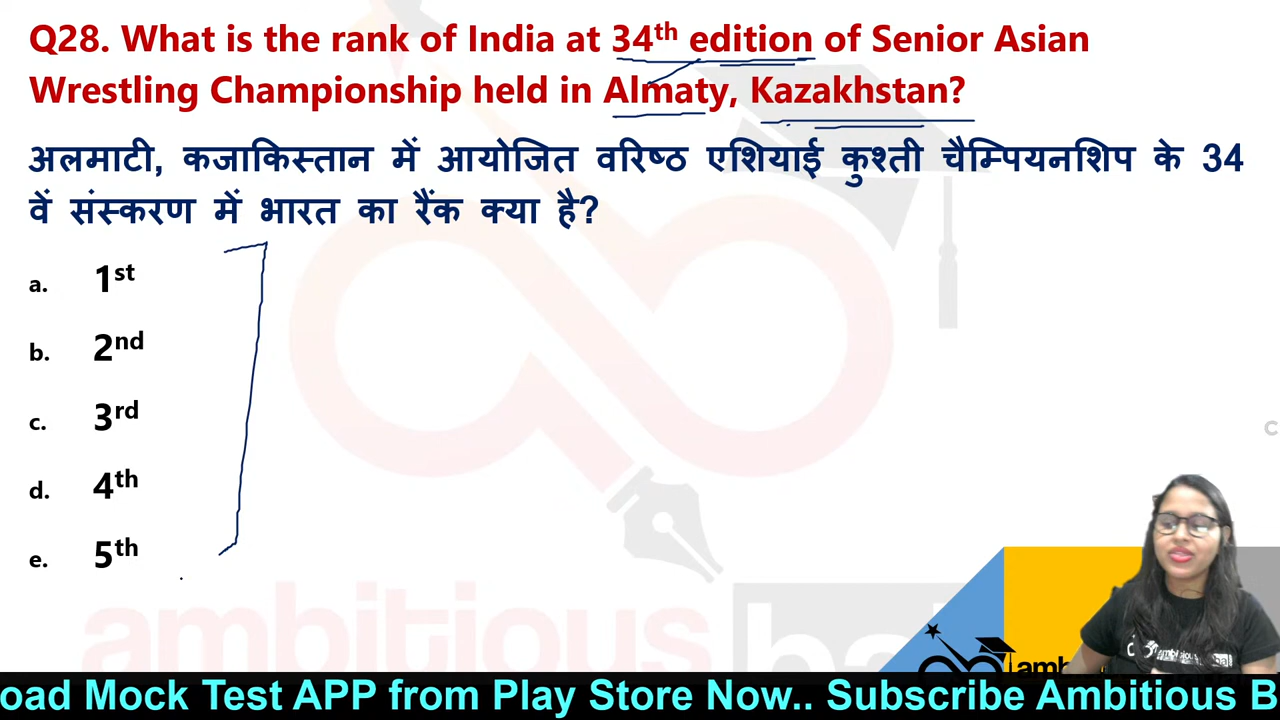 Q28. What is the rank of India at 34th edition of Senior Asian
Wrestling Championship held in Almaty, Kazakhstan?
अलमाटी, कजाकिस्तान में आयोजित वरिष्ठ एशियाई कुश्ती चैम्पियनशिप के 34
वें संस्करण में भारत का रैंक क्या है?
a. 1st
b. 2nd
c. 3rd
d. 4th
e. 5th
ambitious
oad Mock Test APP from Play Store Now.. Subscribe Ambitious B